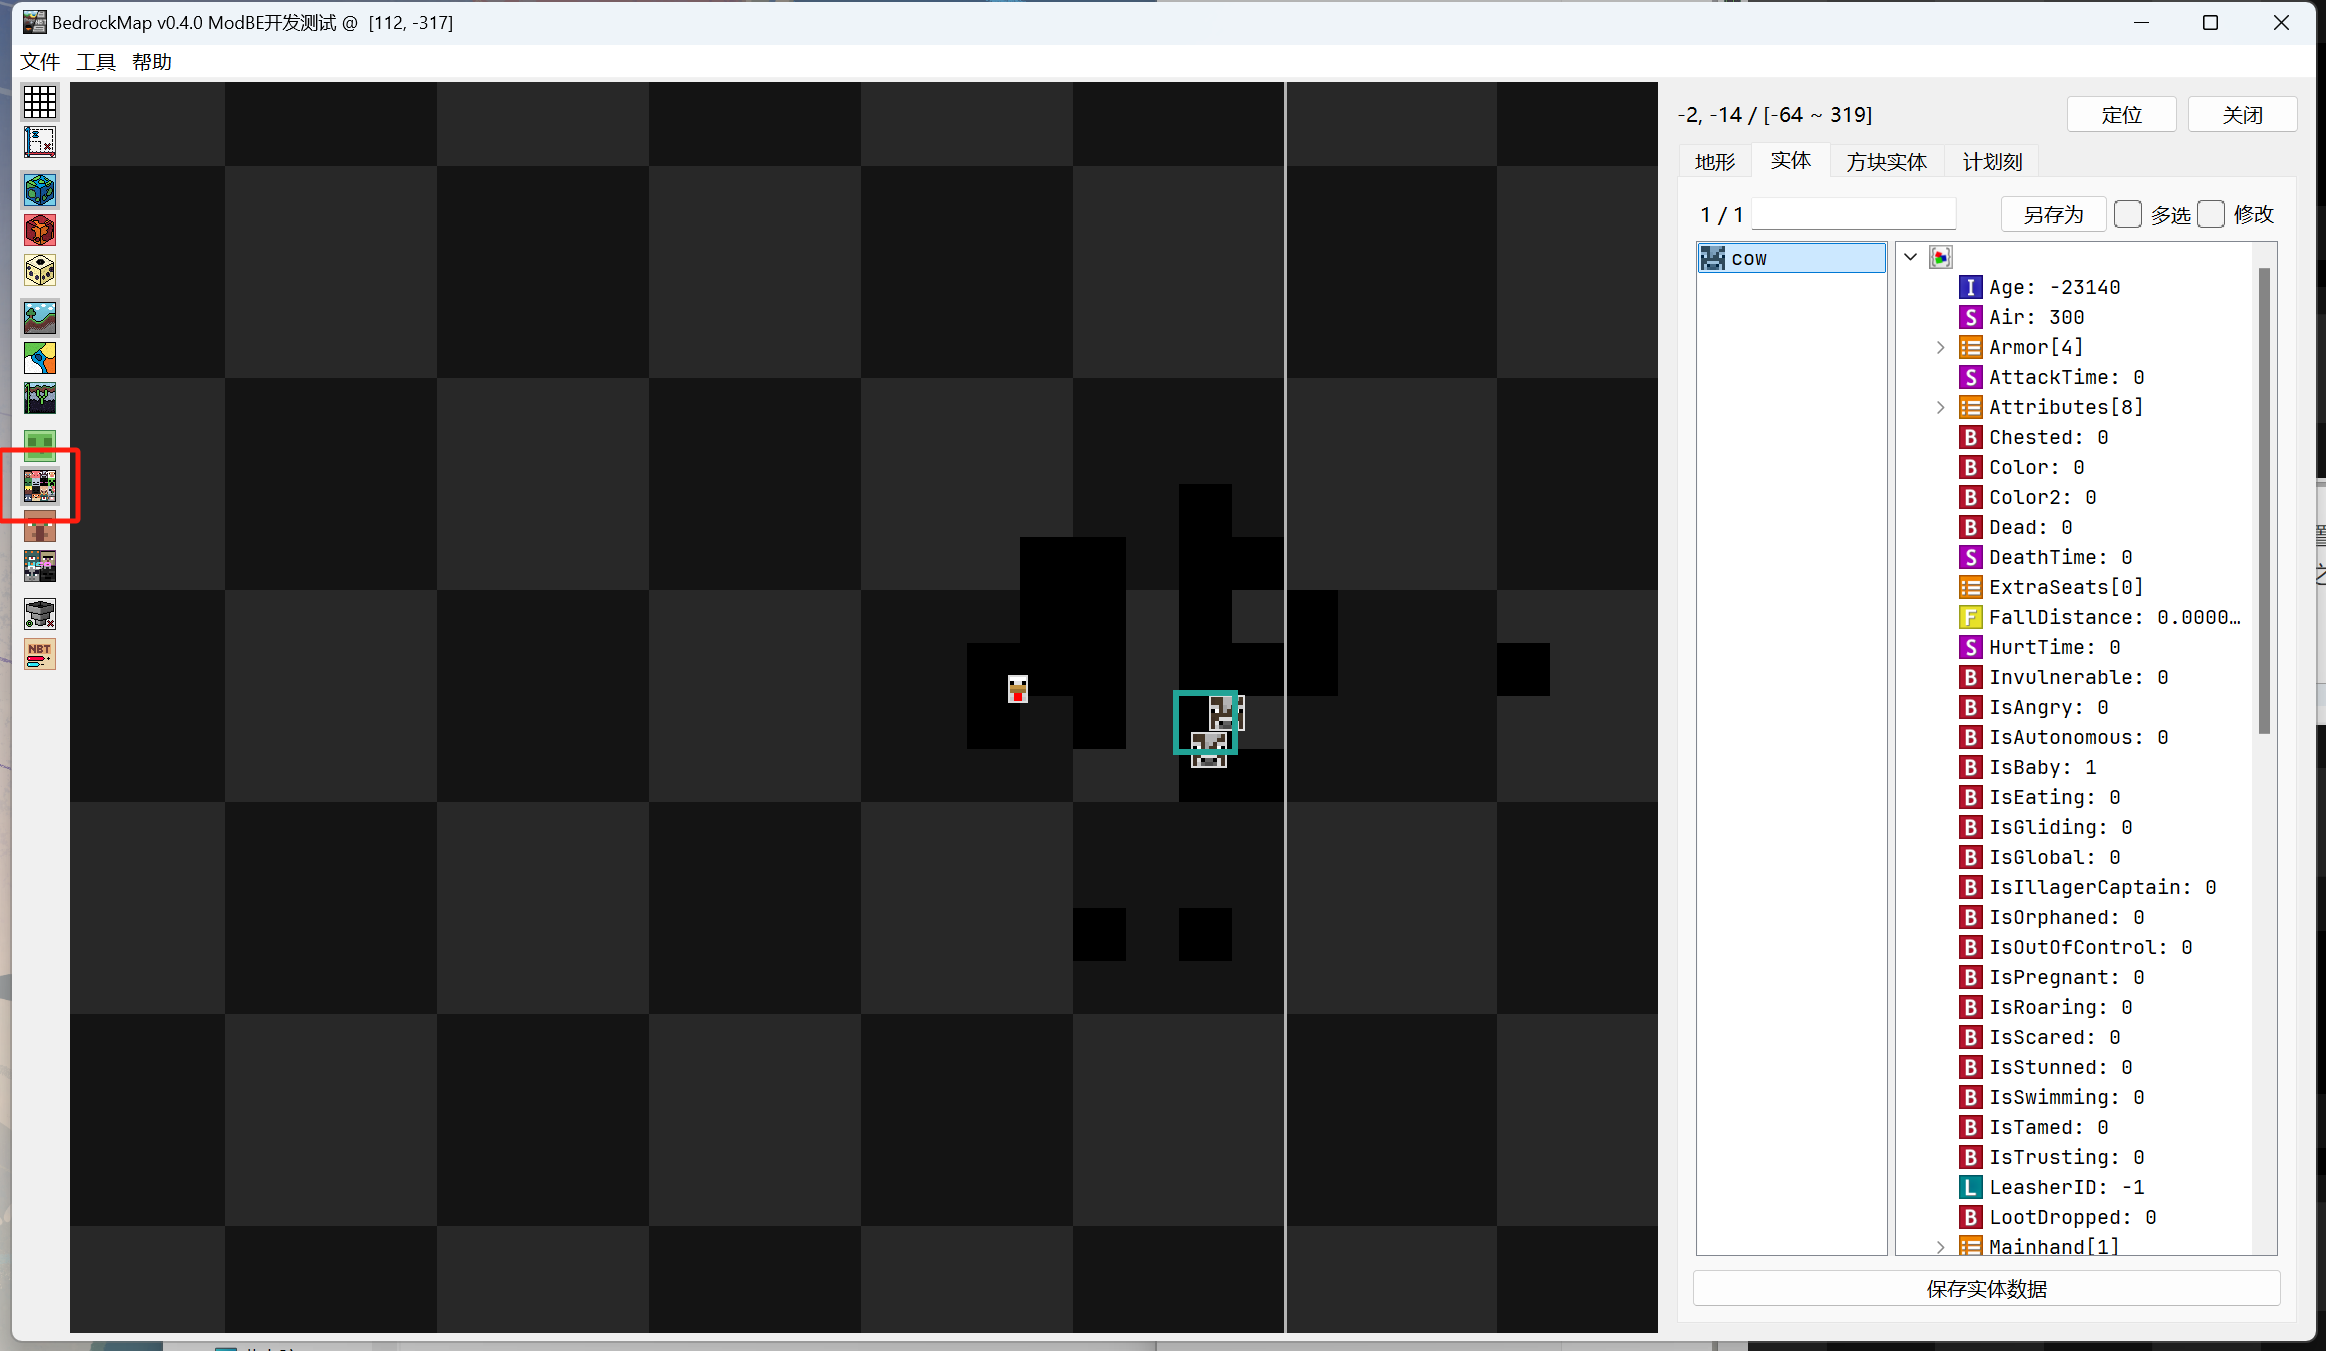 BedrockMap v0.4.0 ModBE开发测试 @ [112, -317]
文件 工具 帮助
-2, -14 / [-64 ~ 319]
定位 关闭
地形 实体 方块实体 计划刻
1 / 1 另存为 多选 修改
cow
I Age: -23140
S Air: 300
Armor[4]
S AttackTime: 0
Attributes[8]
B Chested: 0
B Color: 0
B Color2: 0
B Dead: 0
S DeathTime: 0
ExtraSeats[0]
F FallDistance: 0.0000…
S HurtTime: 0
B Invulnerable: 0
B IsAngry: 0
B IsAutonomous: 0
B IsBaby: 1
B IsEating: 0
B IsGliding: 0
B IsGlobal: 0
B IsIllagerCaptain: 0
B IsOrphaned: 0
B IsOutOfControl: 0
B IsPregnant: 0
B IsRoaring: 0
B IsScared: 0
B IsStunned: 0
B IsSwimming: 0
B IsTamed: 0
B IsTrusting: 0
L LeasherID: -1
B LootDropped: 0
Mainhand[1]
NBT
保存实体数据